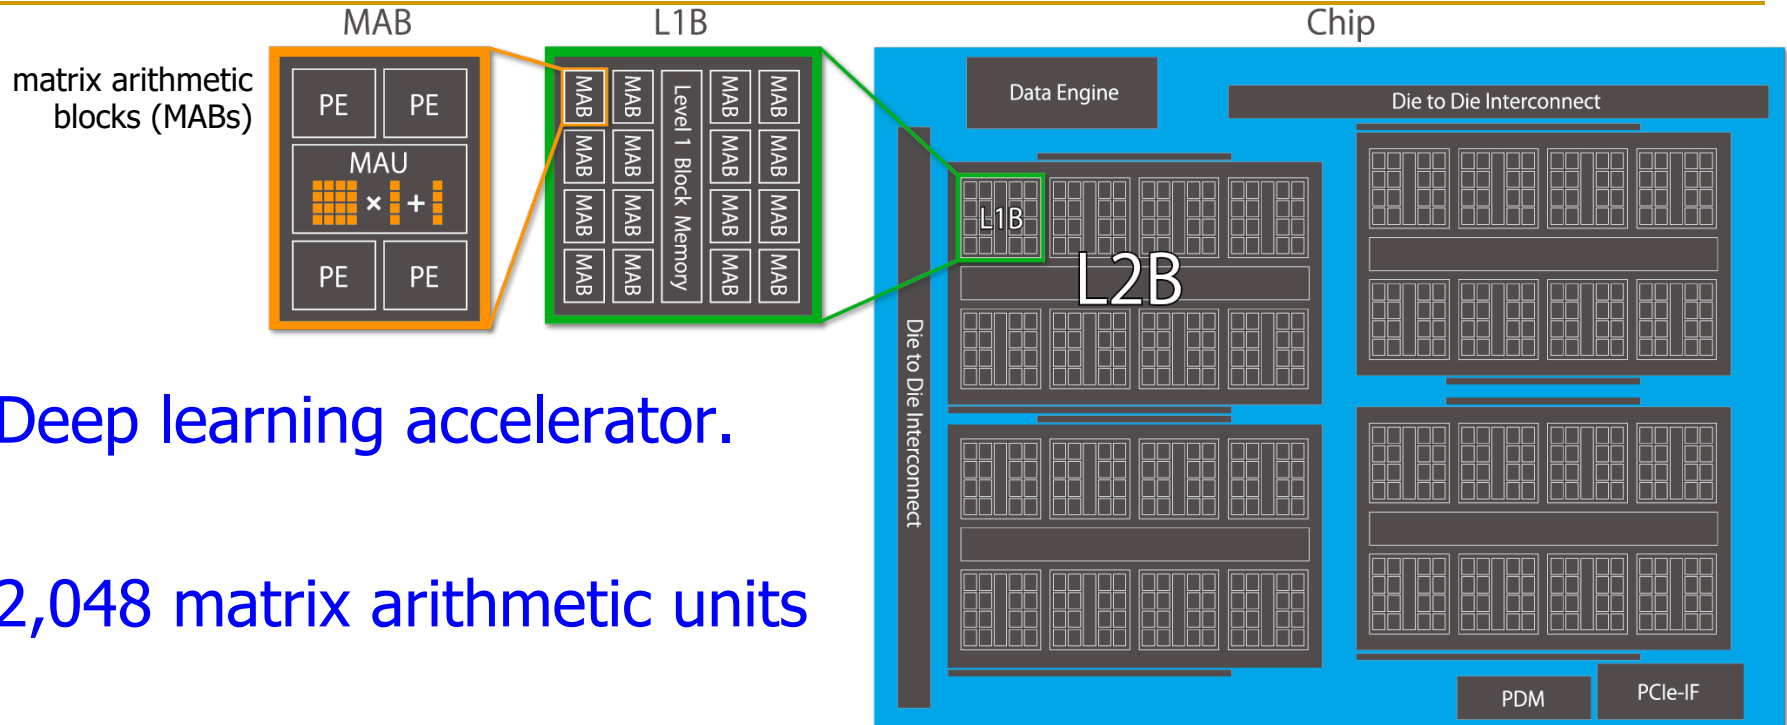 MAB
L1B
Chip
matrix arithmetic
blocks (MABs)
PE PE
MAU
× +
PE PE
MAB MAB MAB MAB
MAB MAB MAB MAB
MAB MAB MAB MAB
MAB MAB MAB MAB
Level 1 Block Memory
Data Engine
Die to Die Interconnect
L1B
L2B
Die to Die Interconnect
Deep learning accelerator.
2,048 matrix arithmetic units
PDM
PCIe-IF